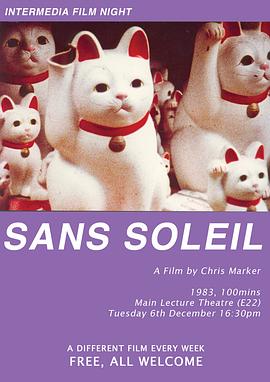 INTERMEDIA FILM NIGHT
SANS SOLEIL
A Film by Chris Marker
1983, 100mins
Main Lecture Theatre (E22)
Tuesday 6th December 16:30pm
A DIFFERENT FILM EVERY WEEK
FREE, ALL WELCOME